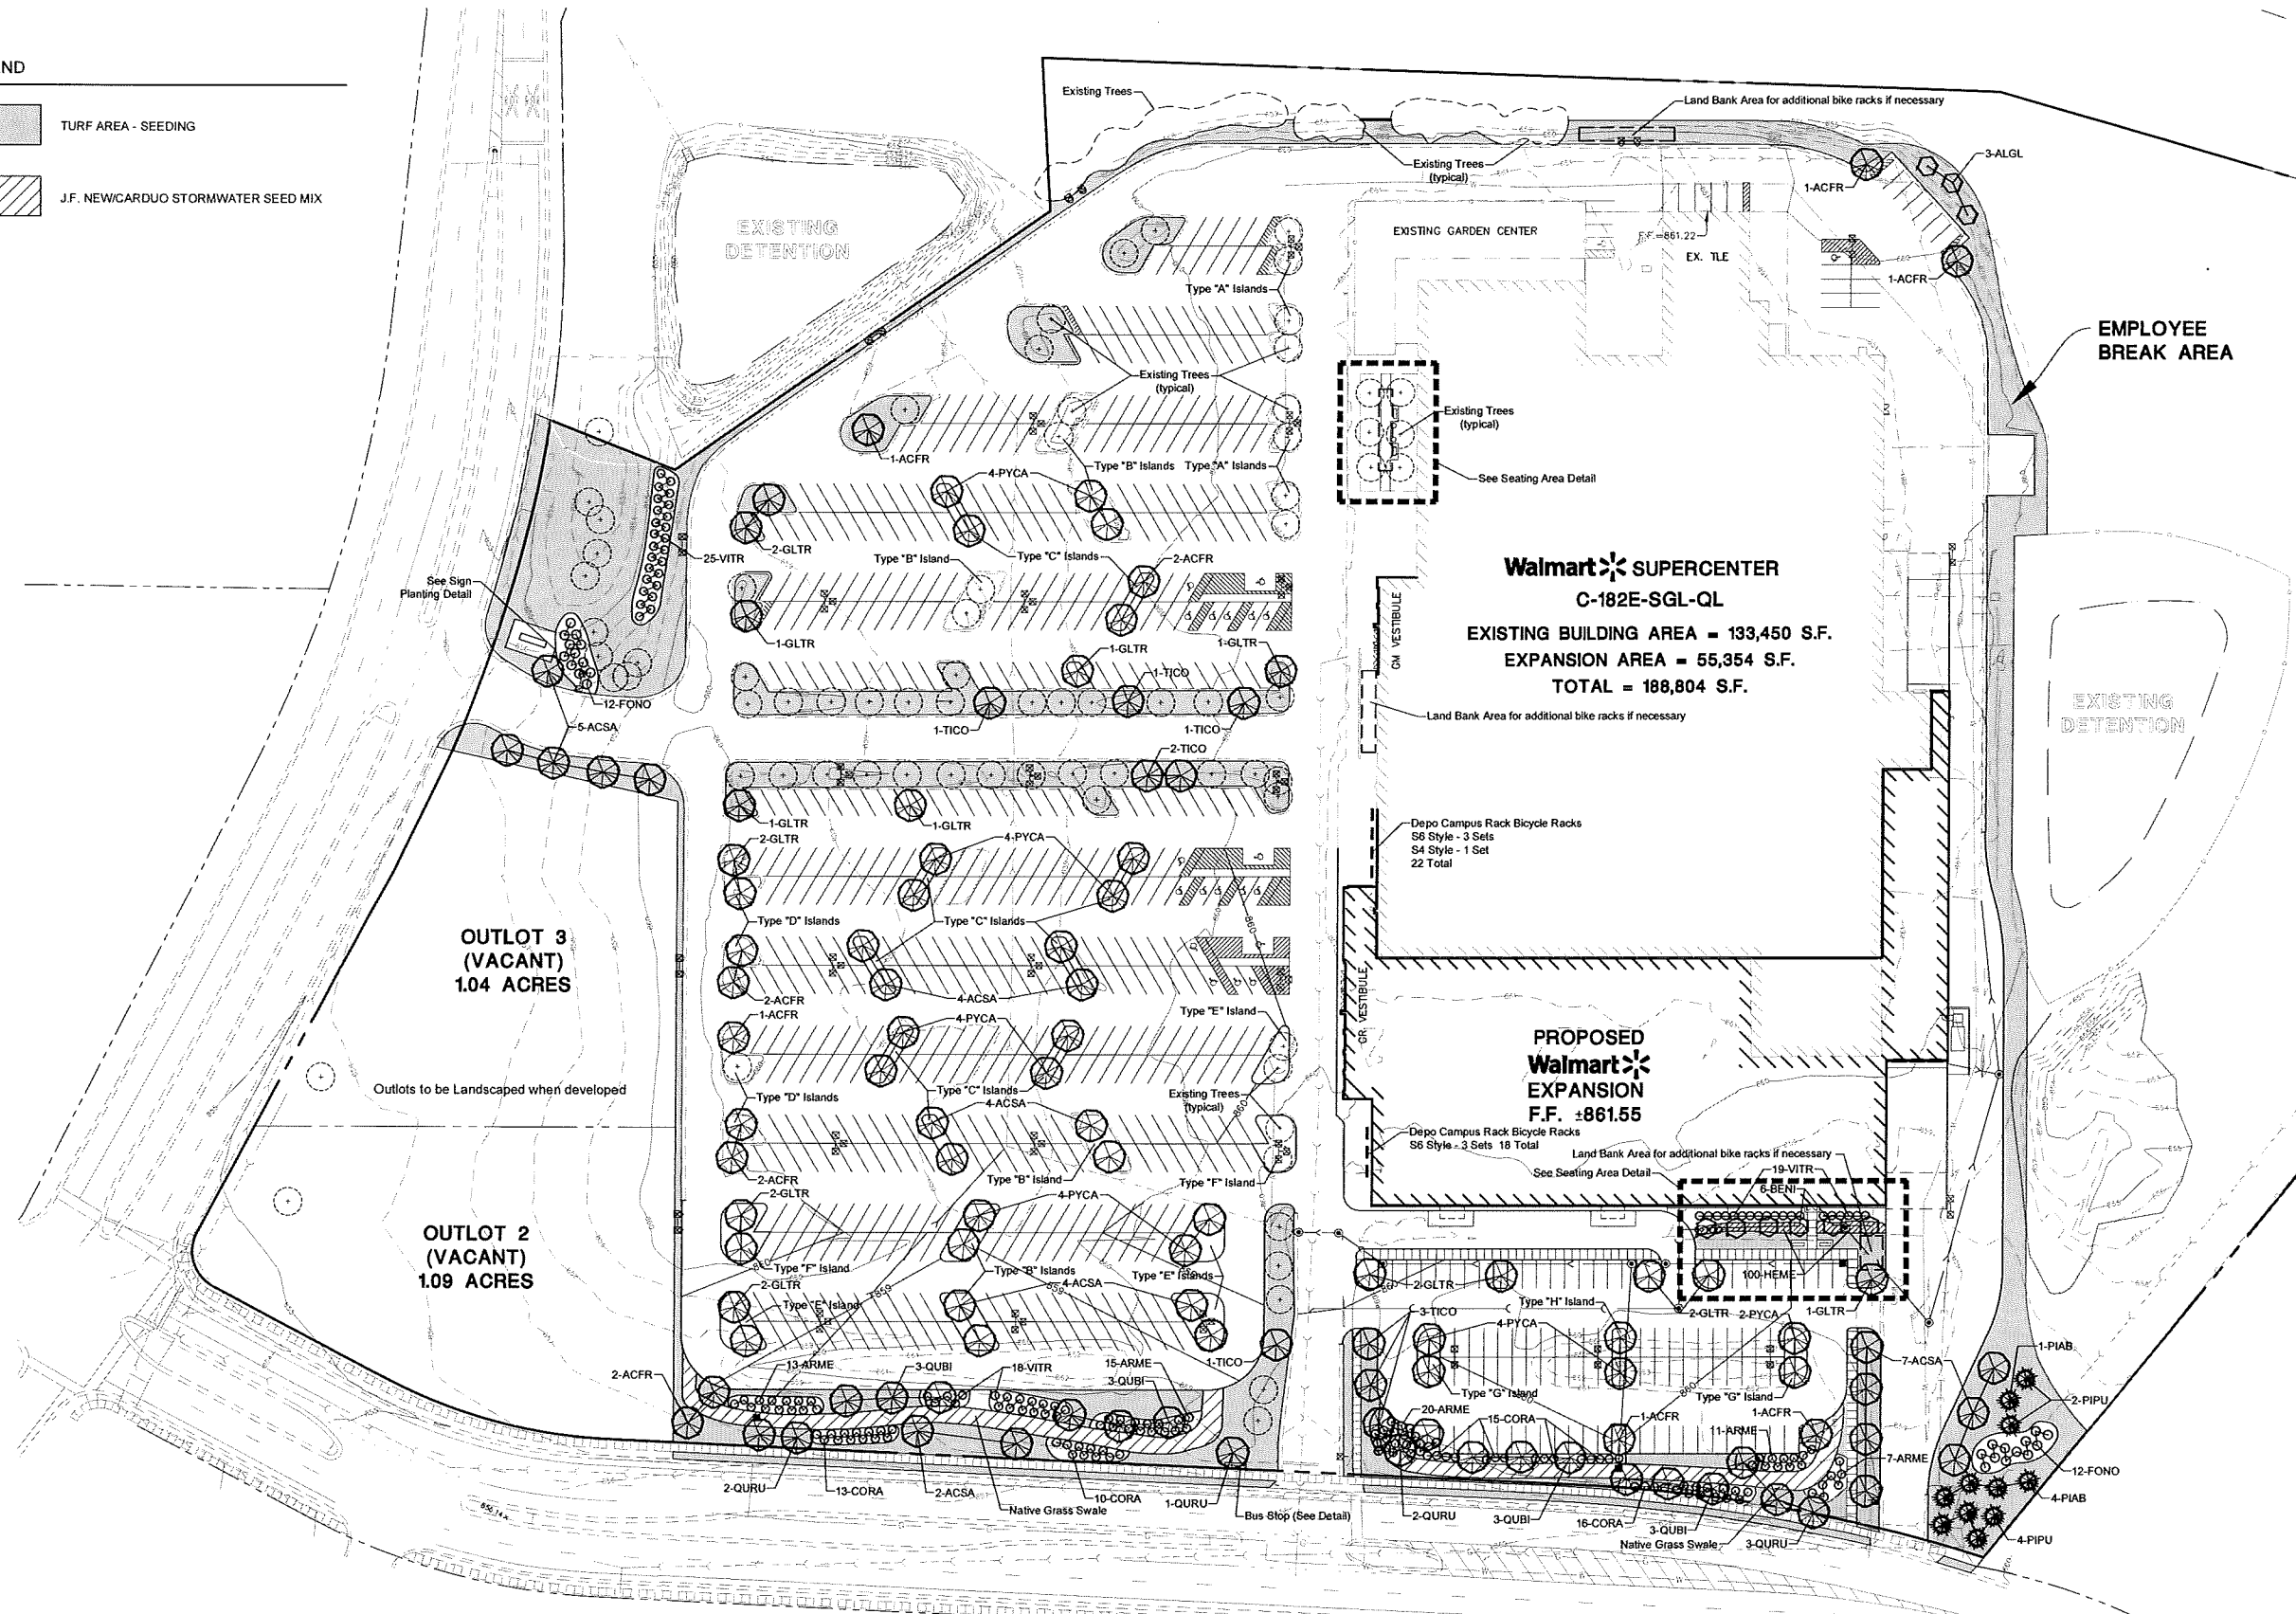 ND
TURF AREA - SEEDING
J.F. NEW/CARDUO STORMWATER SEED MIX
Existing Trees
Land Bank Area for additional bike racks if necessary
Existing Trees
(typical)
3-ALGL
1-ACFR
EXISTING
DETENTION
EXISTING GARDEN CENTER
F.F.=861.22
EX. TLE
1-ACFR
Type "A" Islands
EMPLOYEE
BREAK AREA
Existing Trees
(typical)
Existing Trees
(typical)
1-ACFR
4-PYCA
Type "B" Islands
Type "A" Islands
See Seating Area Detail
2-GLTR
25-VITR
Type "B" Island
Type "C" Islands
2-ACFR
See Sign
Planting Detail
Walmart SUPERCENTER
C-182E-SGL-QL
EXISTING BUILDING AREA = 133,450 S.F.
EXPANSION AREA = 55,354 S.F.
TOTAL = 188,804 S.F.
GM VESTIBULE
1-GLTR
1-GLTR
1-GLTR
1-TICO
12-FONO
5-ACSA
1-TICO
1-TICO
Land Bank Area for additional bike racks if necessary
EXISTING
DETENTION
2-TICO
1-GLTR
1-GLTR
2-GLTR
4-PYCA
Depo Campus Rack Bicycle Racks
S6 Style - 3 Sets
S4 Style - 1 Set
22 Total
Type "D" Islands
Type "C" Islands
860
OUTLOT 3
(VACANT)
1.04 ACRES
2-ACFR
4-ACSA
1-ACFR
4-PYCA
Type "E" Island
GR. VESTIBULE
PROPOSED
Walmart
EXPANSION
F.F. ±861.55
Outlots to be Landscaped when developed
Type "D" Islands
Type "C" Islands
4-ACSA
Existing Trees
(typical)
860
Depo Campus Rack Bicycle Racks
S6 Style - 3 Sets 18 Total
Land Bank Area for additional bike racks if necessary
See Seating Area Detail
19-VITR
6-BENI
2-ACFR
2-GLTR
Type "B" Island
Type "F" Island
4-PYCA
OUTLOT 2
(VACANT)
1.09 ACRES
Type "F" Island
Type "B" Islands
Type "E" Islands
2-GLTR
4-ACSA
Type "E" Island
859
859
2-GLTR
100-HEME
3-TICO
Type "H" Island
2-GLTR
2-PYCA
1-GLTR
4-PYCA
1-TICO
2-ACFR
13-ARME
3-QUBI
18-VITR
15-ARME
3-QUBI
7-ACSA
1-PIAB
2-PIPU
Type "G" Island
Type "G" Island
860
20-ARME
15-CORA
1-ACFR
1-ACFR
11-ARME
7-ARME
12-FONO
4-PIAB
2-QURU
13-CORA
2-ACSA
Native Grass Swale
10-CORA
1-QURU
Bus Stop (See Detail)
2-QURU
3-QUBI
16-CORA
3-QUBI
Native Grass Swale
3-QURU
4-PIPU